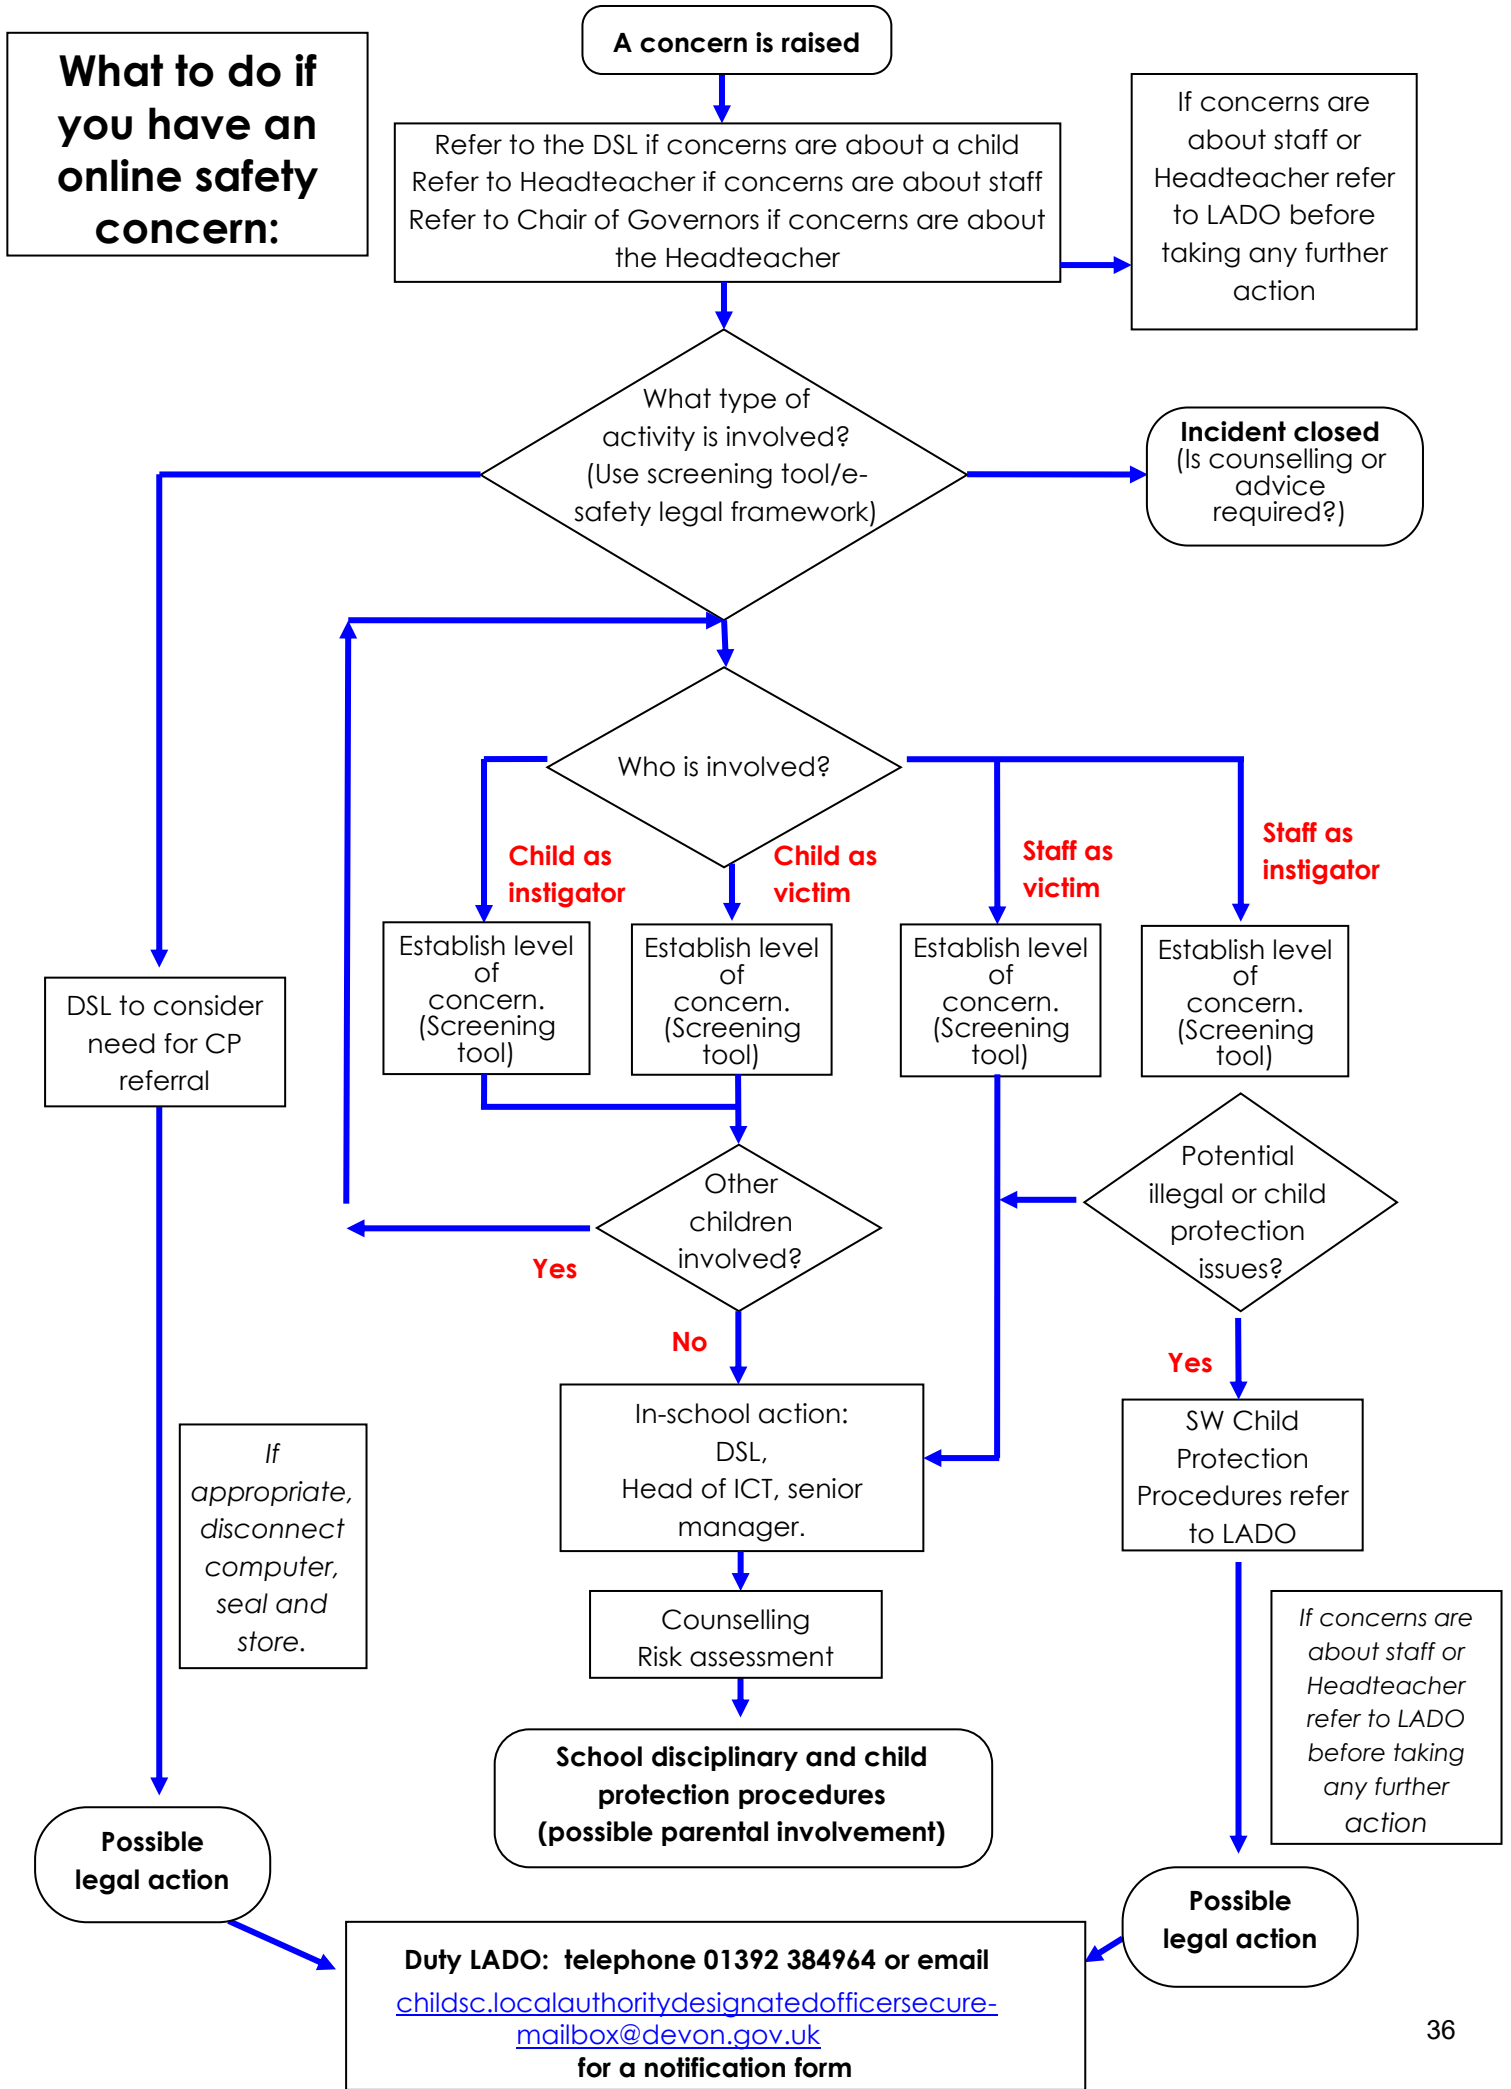 What to do if
you have an
online safety
concern:
A concern is raised
Refer to the DSL if concerns are about a child
Refer to Headteacher if concerns are about staff
Refer to Chair of Governors if concerns are about
the Headteacher
If concerns are
about staff or
Headteacher refer
to LADO before
taking any further
action
What type of
activity is involved?
(Use screening tool/e-
safety legal framework)
Incident closed
(Is counselling or
advice
required?)
Who is involved?
Child as
instigator
Child as
victim
Staff as
victim
Staff as
instigator
Establish level
of
concern.
(Screening
tool)
Establish level
of
concern.
(Screening
tool)
Establish level
of
concern.
(Screening
tool)
Establish level
of
concern.
(Screening
tool)
DSL to consider
need for CP
referral
Other
children
involved?
Yes
No
Potential
illegal or child
protection
issues?
Yes
In-school action:
DSL,
Head of ICT, senior
manager.
SW Child
Protection
Procedures refer
to LADO
If
appropriate,
disconnect
computer,
seal and
store.
Counselling
Risk assessment
If concerns are
about staff or
Headteacher
refer to LADO
before taking
any further
action
School disciplinary and child
protection procedures
(possible parental involvement)
Possible
legal action
Possible
legal action
Duty LADO: telephone 01392 384964 or email
childsc.localauthoritydesignatedofficersecure-
mailbox@devon.gov.uk
for a notification form
36